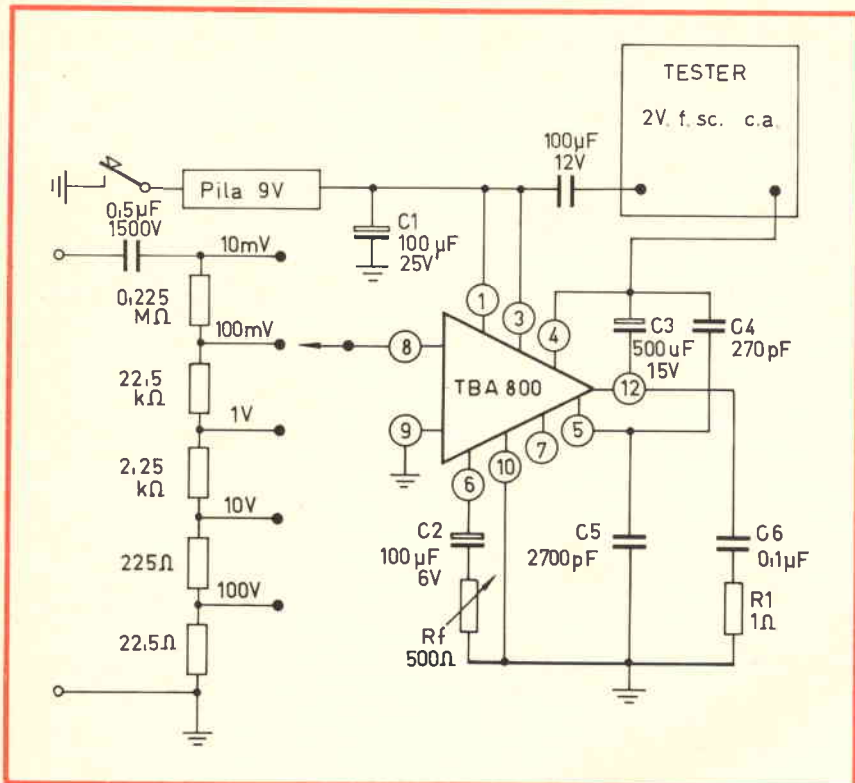 TESTER
2V. f. sc. c.a.
100µF
12V
Pila 9V
0,5µF
1500V
10mV
C1
100 µF
25V
0,225
MΩ
100mV
22,5
kΩ
1V
2,25
kΩ
10V
225Ω
100V
22,5Ω
1
3
4
8
9
TBA 800
12
5
7
10
6
C3
500 uF
15V
C4
270 pF
C2
100µF
6V
Rf
500Ω
C5
2700 pF
C6
0,1µF
R1
1Ω